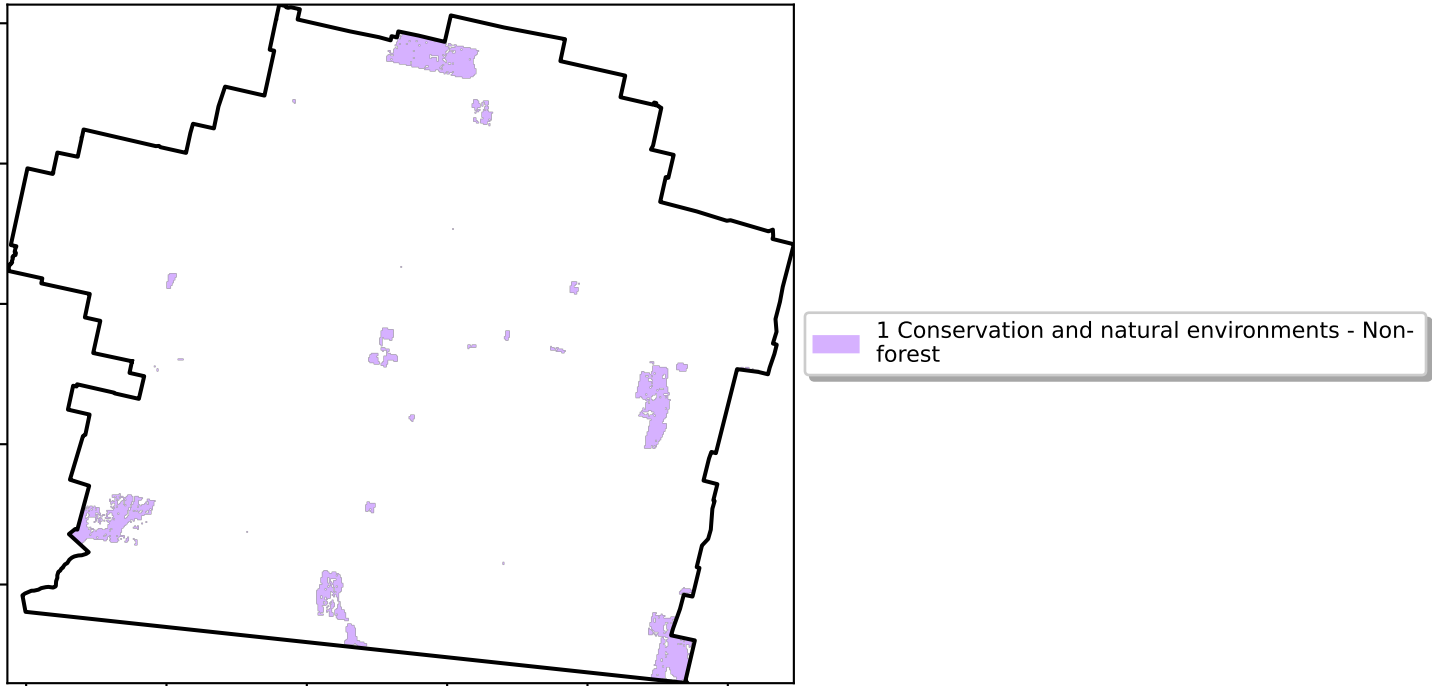 1 Conservation and natural environments - Non-
forest